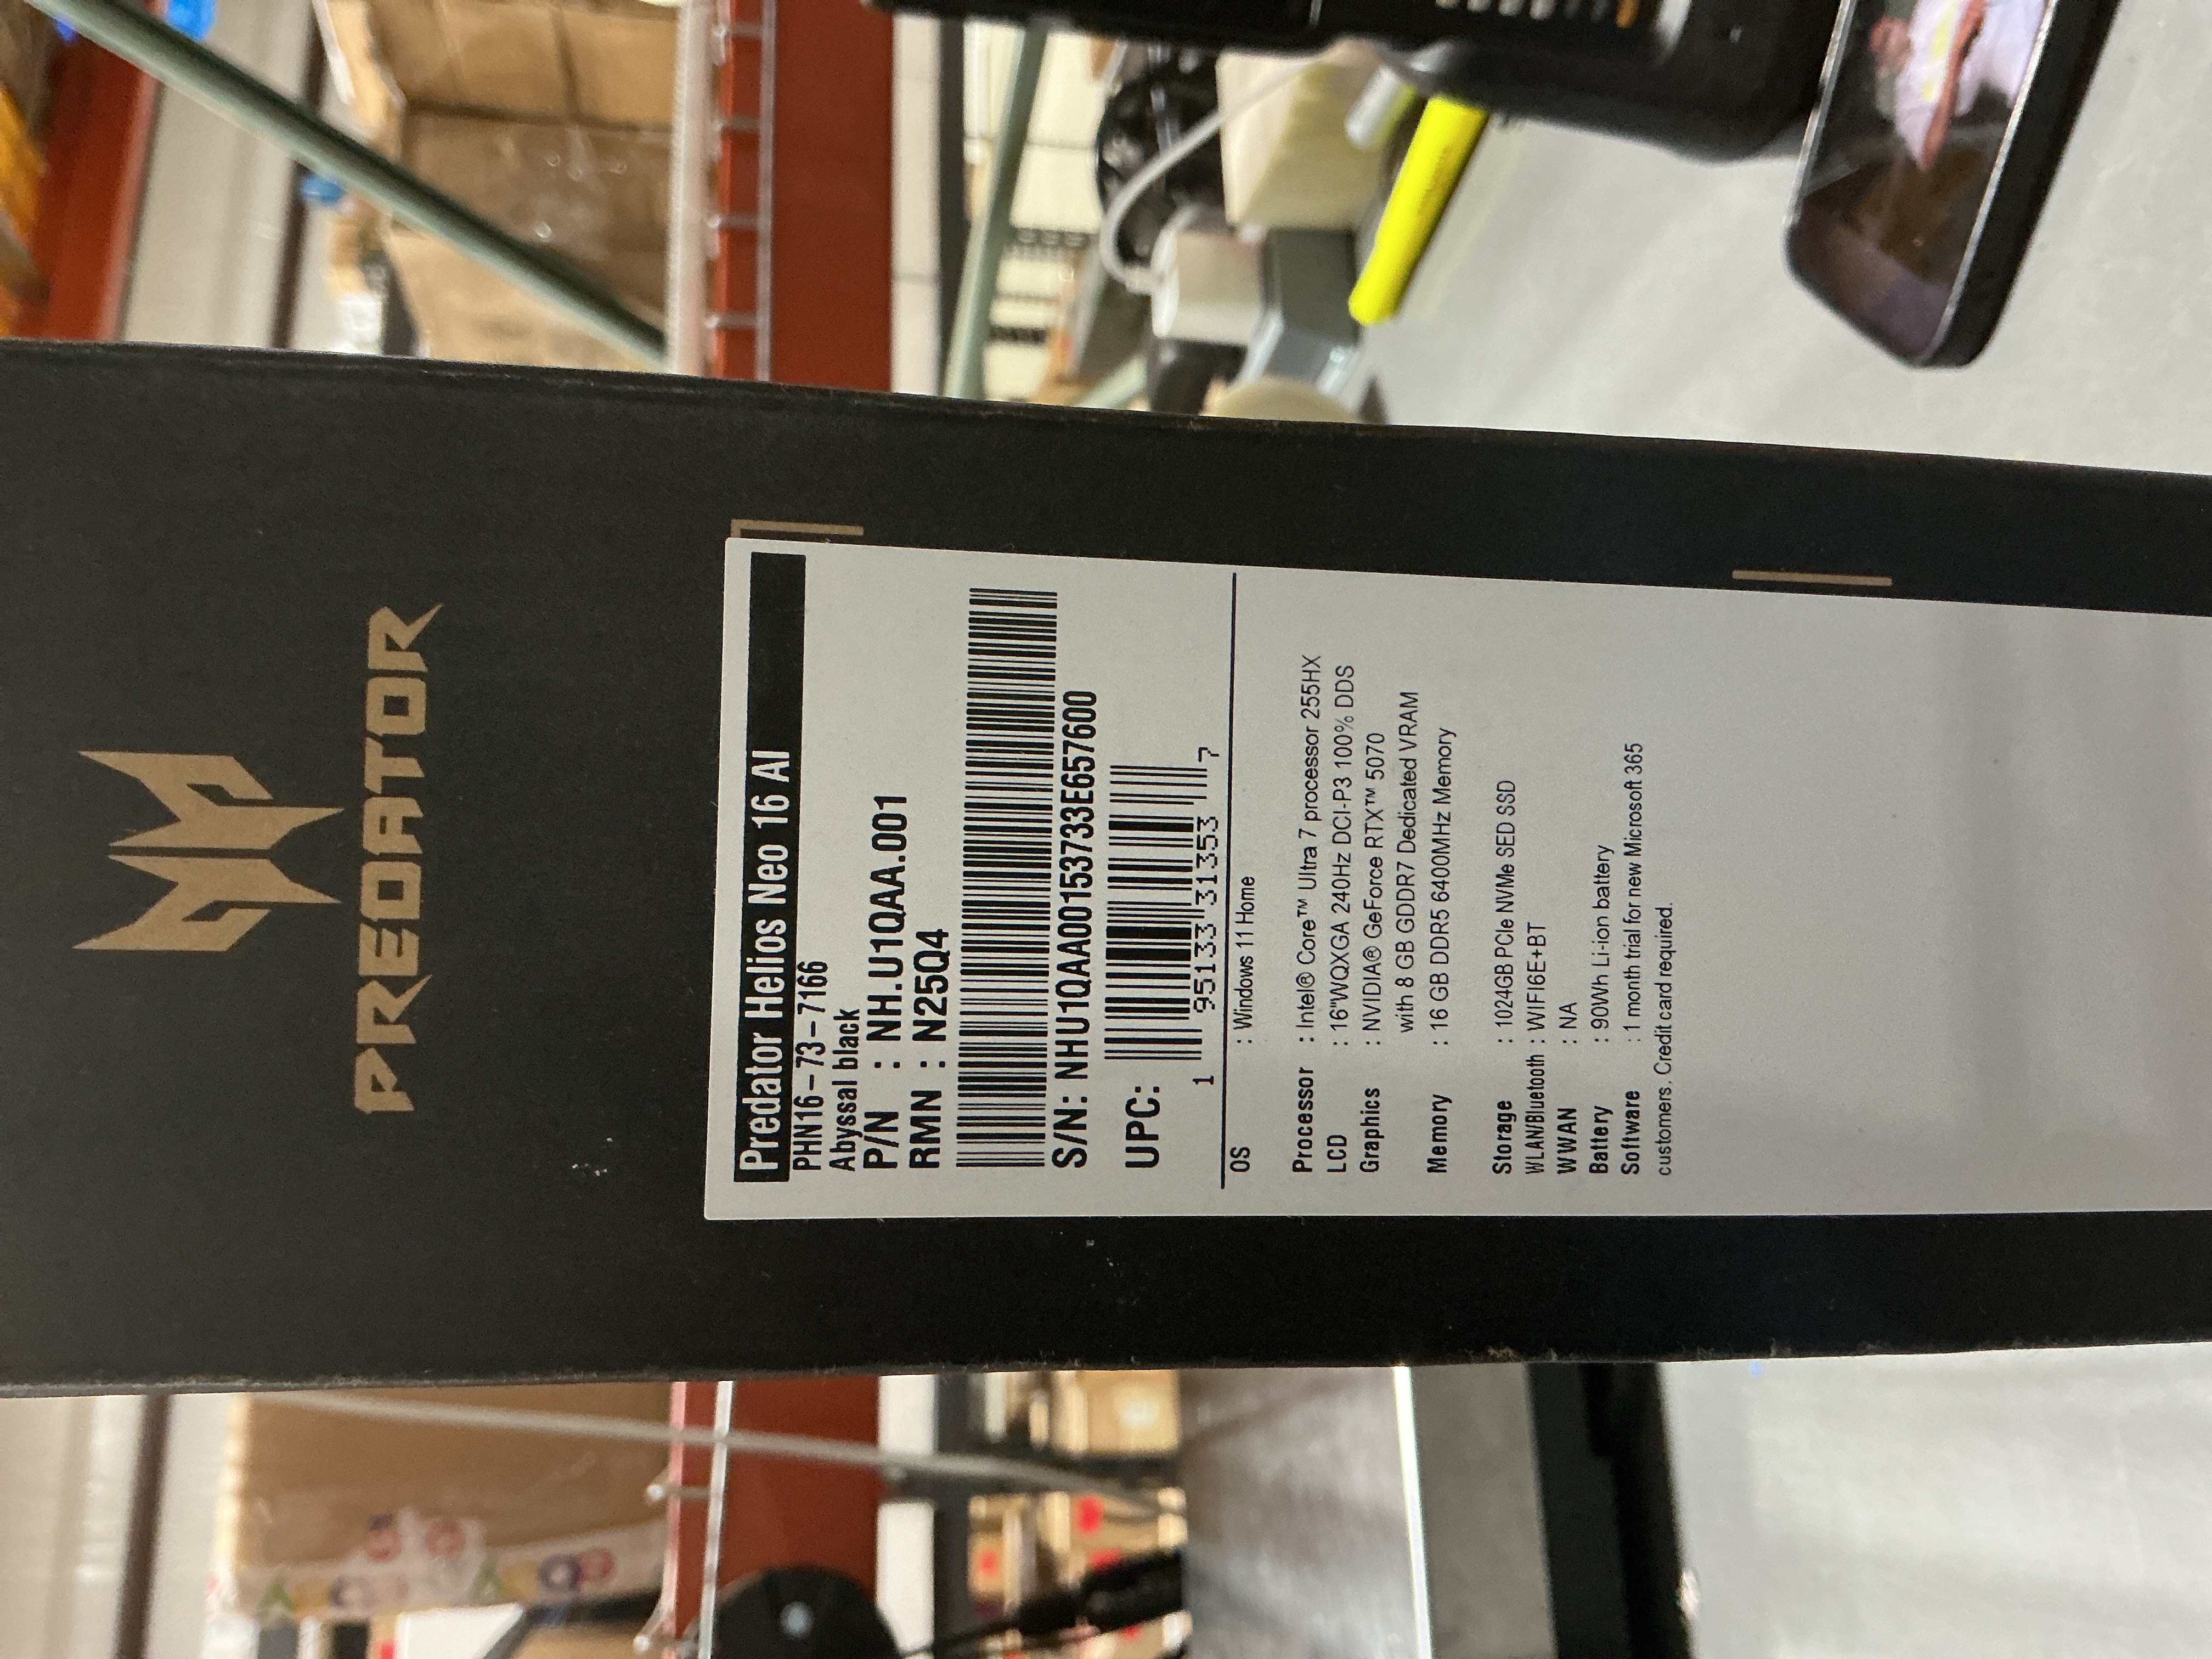 PREDATOR
Predator Helios Neo 16 AI
PHN16-73-7166
Abyssal black
P/N : NH.U1QAA.001
RMN : N25Q4
S/N: NHU1QAA00153733E657600
UPC:
1 95133 31353 7
OS : Windows 11 Home
Processor : Intel® Core™ Ultra 7 processor 255HX
LCD : 16"WQXGA 240Hz DCI-P3 100% DDS
Graphics : NVIDIA® GeForce RTX™ 5070
with 8 GB GDDR7 Dedicated VRAM
Memory : 16 GB DDR5 6400MHz Memory
Storage : 1024GB PCIe NVMe SED SSD
WLAN/Bluetooth : WIFI6E+BT
WWAN : NA
Battery : 90Wh Li-ion battery
Software : 1 month trial for new Microsoft 365
customers. Credit card required.